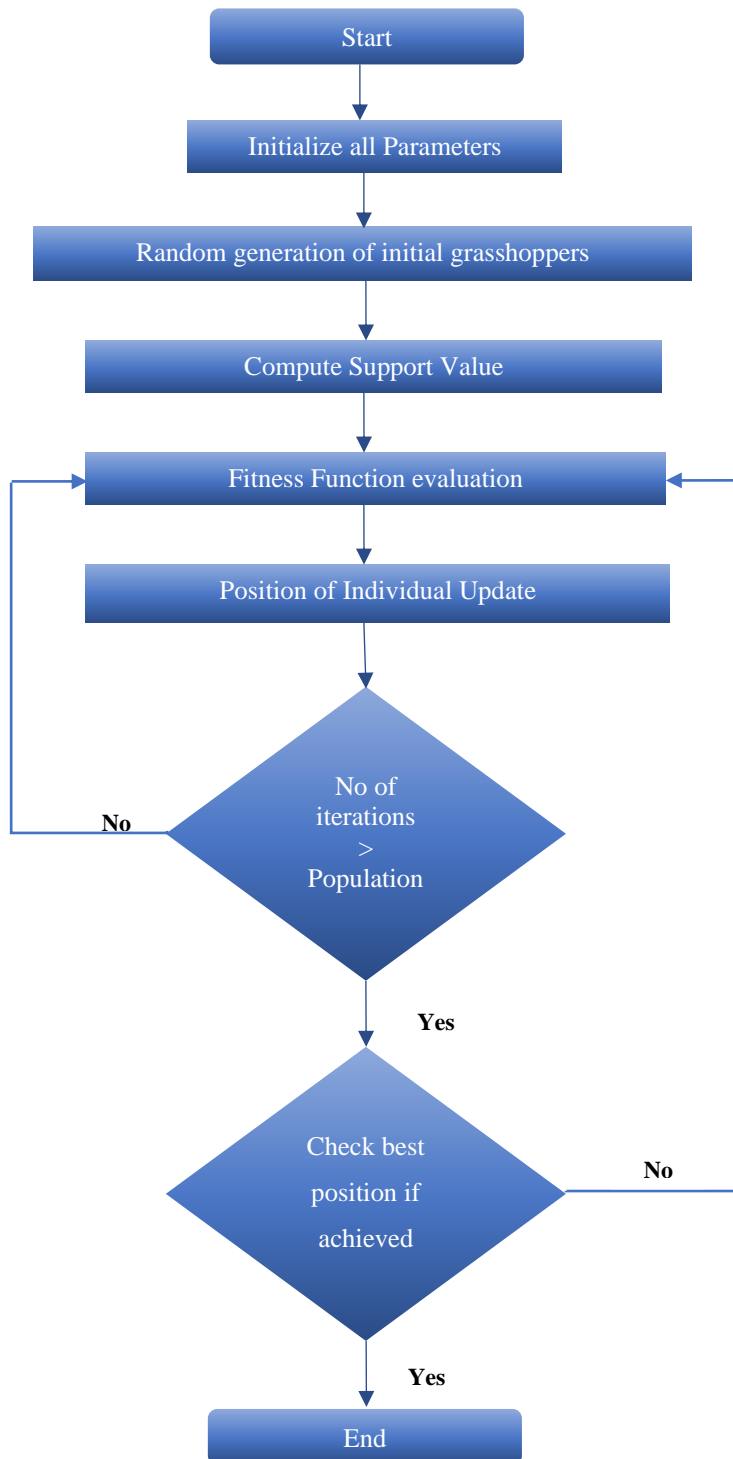 Start
Initialize all Parameters
Random generation of initial grasshoppers
Compute Support Value
Fitness Function evaluation
Position of Individual Update
No of
iterations
>
Population
No
Yes
Check best
position if
achieved
No
Yes
End